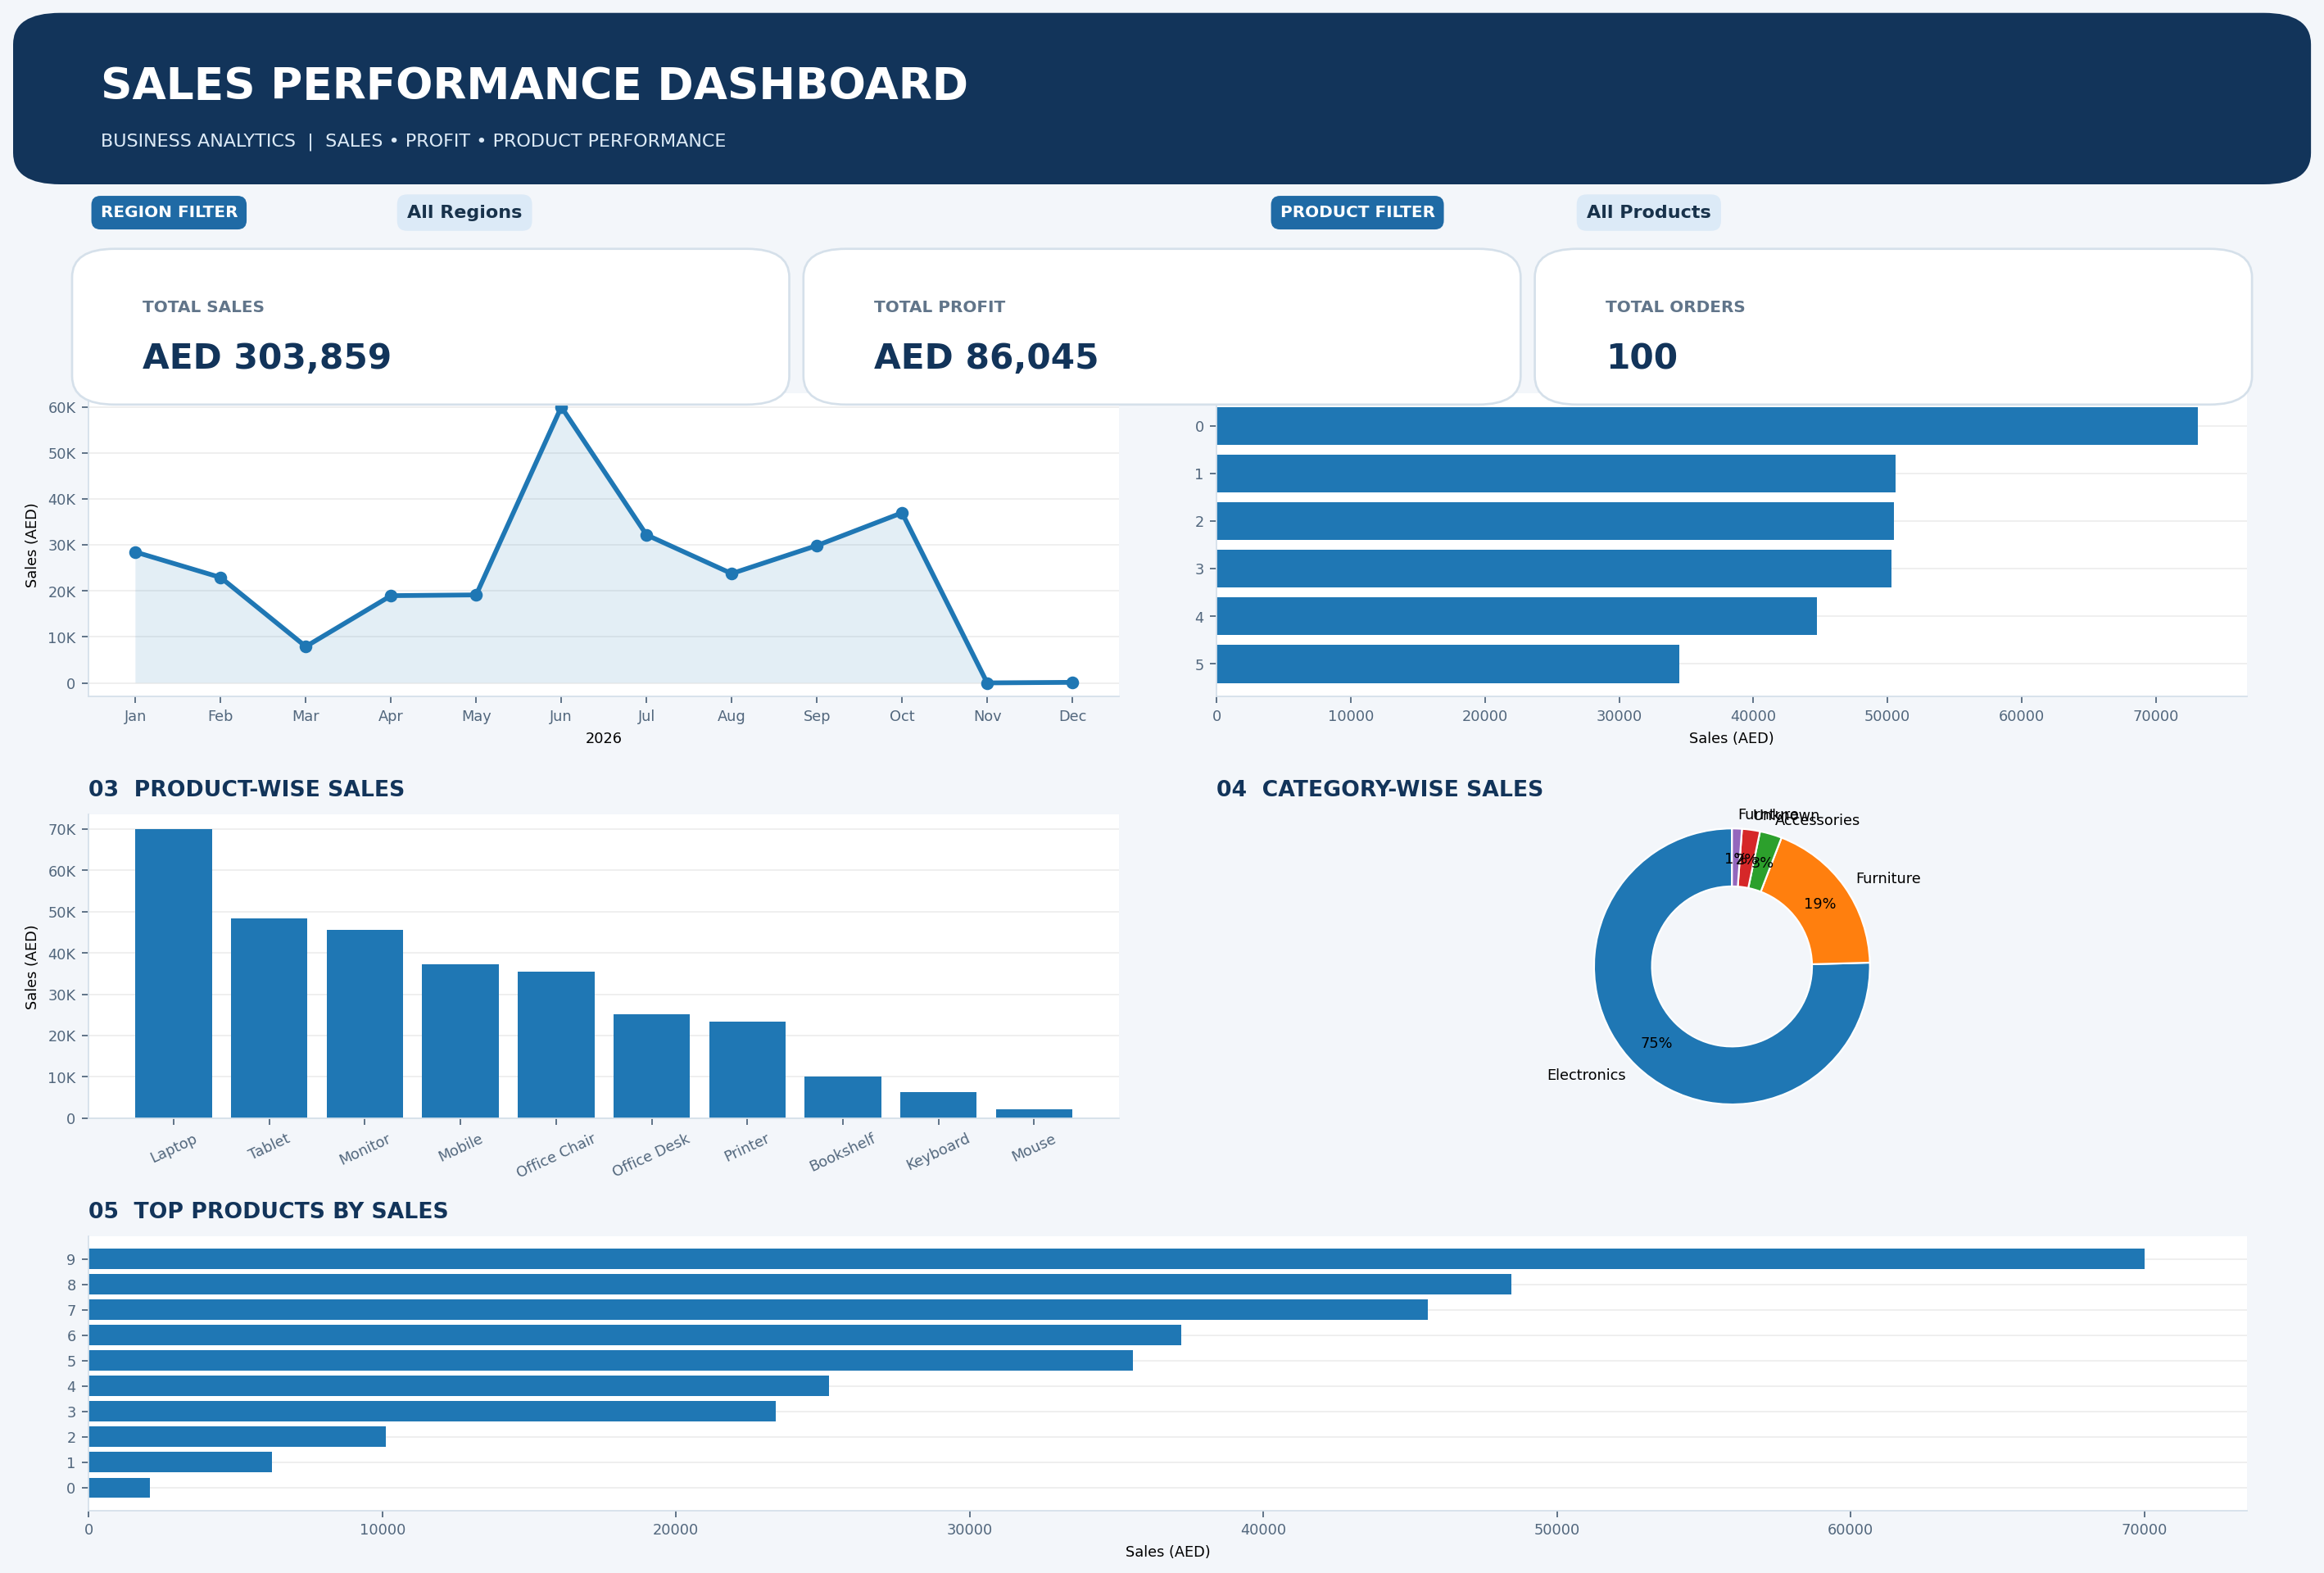 SALES PERFORMANCE DASHBOARD
BUSINESS ANALYTICS | SALES • PROFIT • PRODUCT PERFORMANCE
REGION FILTER
All Regions
PRODUCT FILTER
All Products
TOTAL SALES
AED 303,859
TOTAL PROFIT
AED 86,045
TOTAL ORDERS
100
60K
50K
40K
30K
20K
10K
0
Sales (AED)
Jan Feb Mar Apr May Jun Jul Aug Sep Oct Nov Dec
2026
0
1
2
3
4
5
0 10000 20000 30000 40000 50000 60000 70000
Sales (AED)
03 PRODUCT-WISE SALES
70K
60K
50K
40K
30K
20K
10K
0
Sales (AED)
Laptop Tablet Monitor Mobile Office Chair Office Desk Printer Bookshelf Keyboard Mouse
04 CATEGORY-WISE SALES
Furniture
Unknown
Accessories
1%
2%
3%
Furniture
19%
75%
Electronics
05 TOP PRODUCTS BY SALES
9
8
7
6
5
4
3
2
1
0
0 10000 20000 30000 40000 50000 60000 70000
Sales (AED)